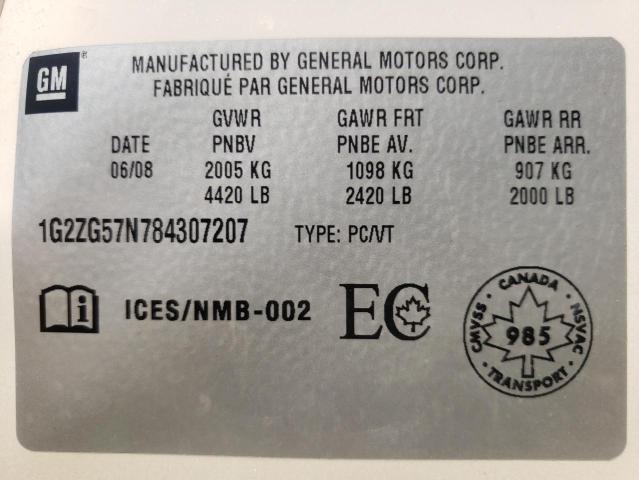 GM®
MANUFACTURED BY GENERAL MOTORS CORP.
FABRIQUÉ PAR GENERAL MOTORS CORP.
GVWR GAWR FRT GAWR RR
DATE PNBV PNBE AV. PNBE ARR.
06/08 2005 KG 1098 KG 907 KG
4420 LB 2420 LB 2000 LB
1G2ZG57N784307207 TYPE: PC/VT
i ICES/NMB-002 EC
CANADA
CMVSS 985 NSVAC
TRANSPORT